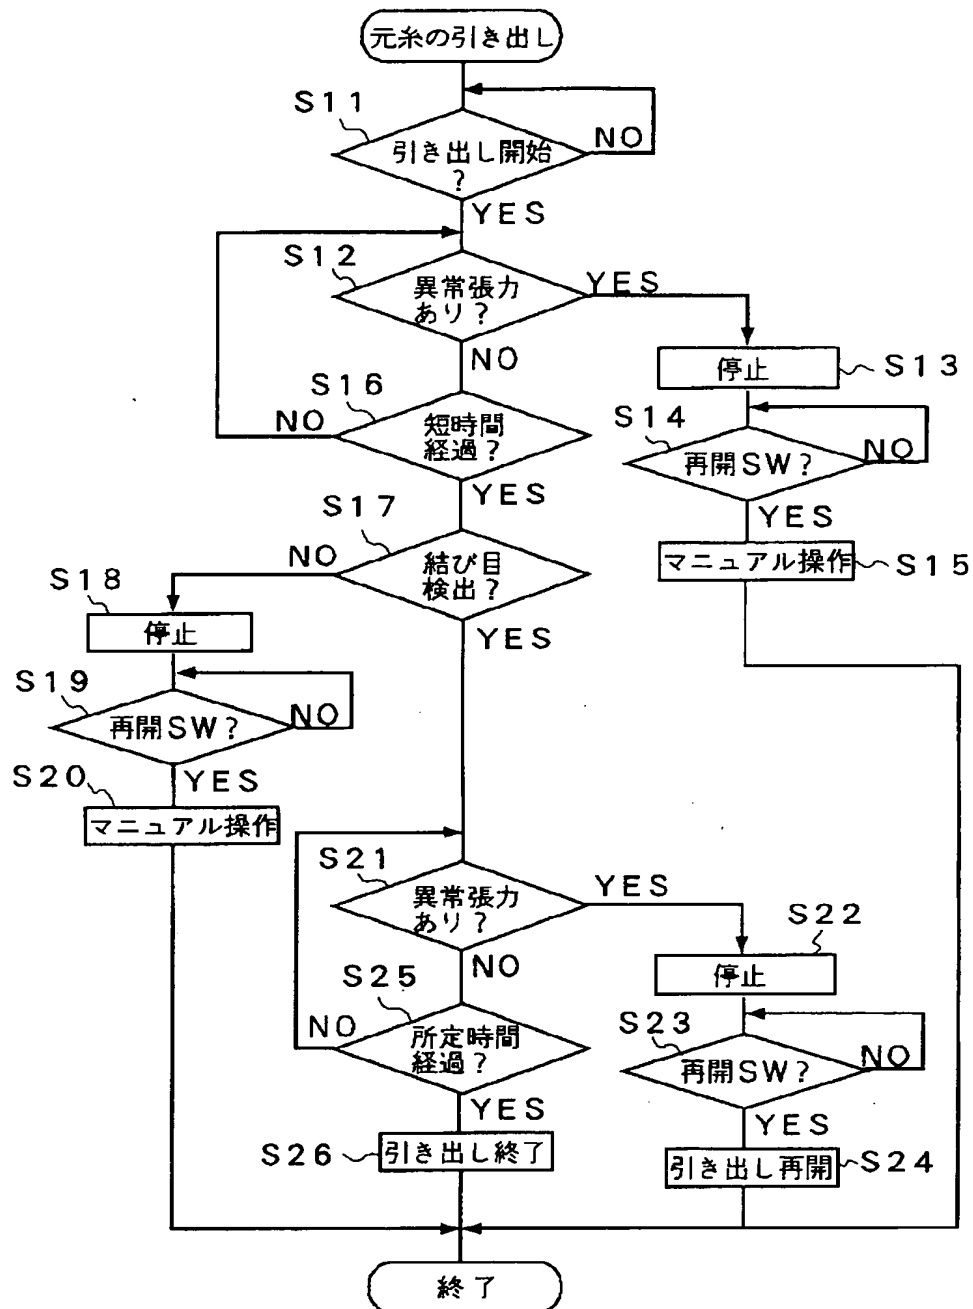 元糸の引き出し
S11
引き出し開始
?
NO
YES
S12
異常張力
あり?
YES
NO
S13
停止
S16
短時間
経過?
NO
YES
S14
再開SW?
NO
YES
S15
マニュアル操作
S17
結び目
検出?
NO
YES
S18
停止
S19
再開SW?
NO
YES
S20
マニュアル操作
S21
異常張力
あり?
YES
NO
S22
停止
S25
所定時間
経過?
NO
YES
S23
再開SW?
NO
YES
S26
引き出し終了
S24
引き出し再開
終了